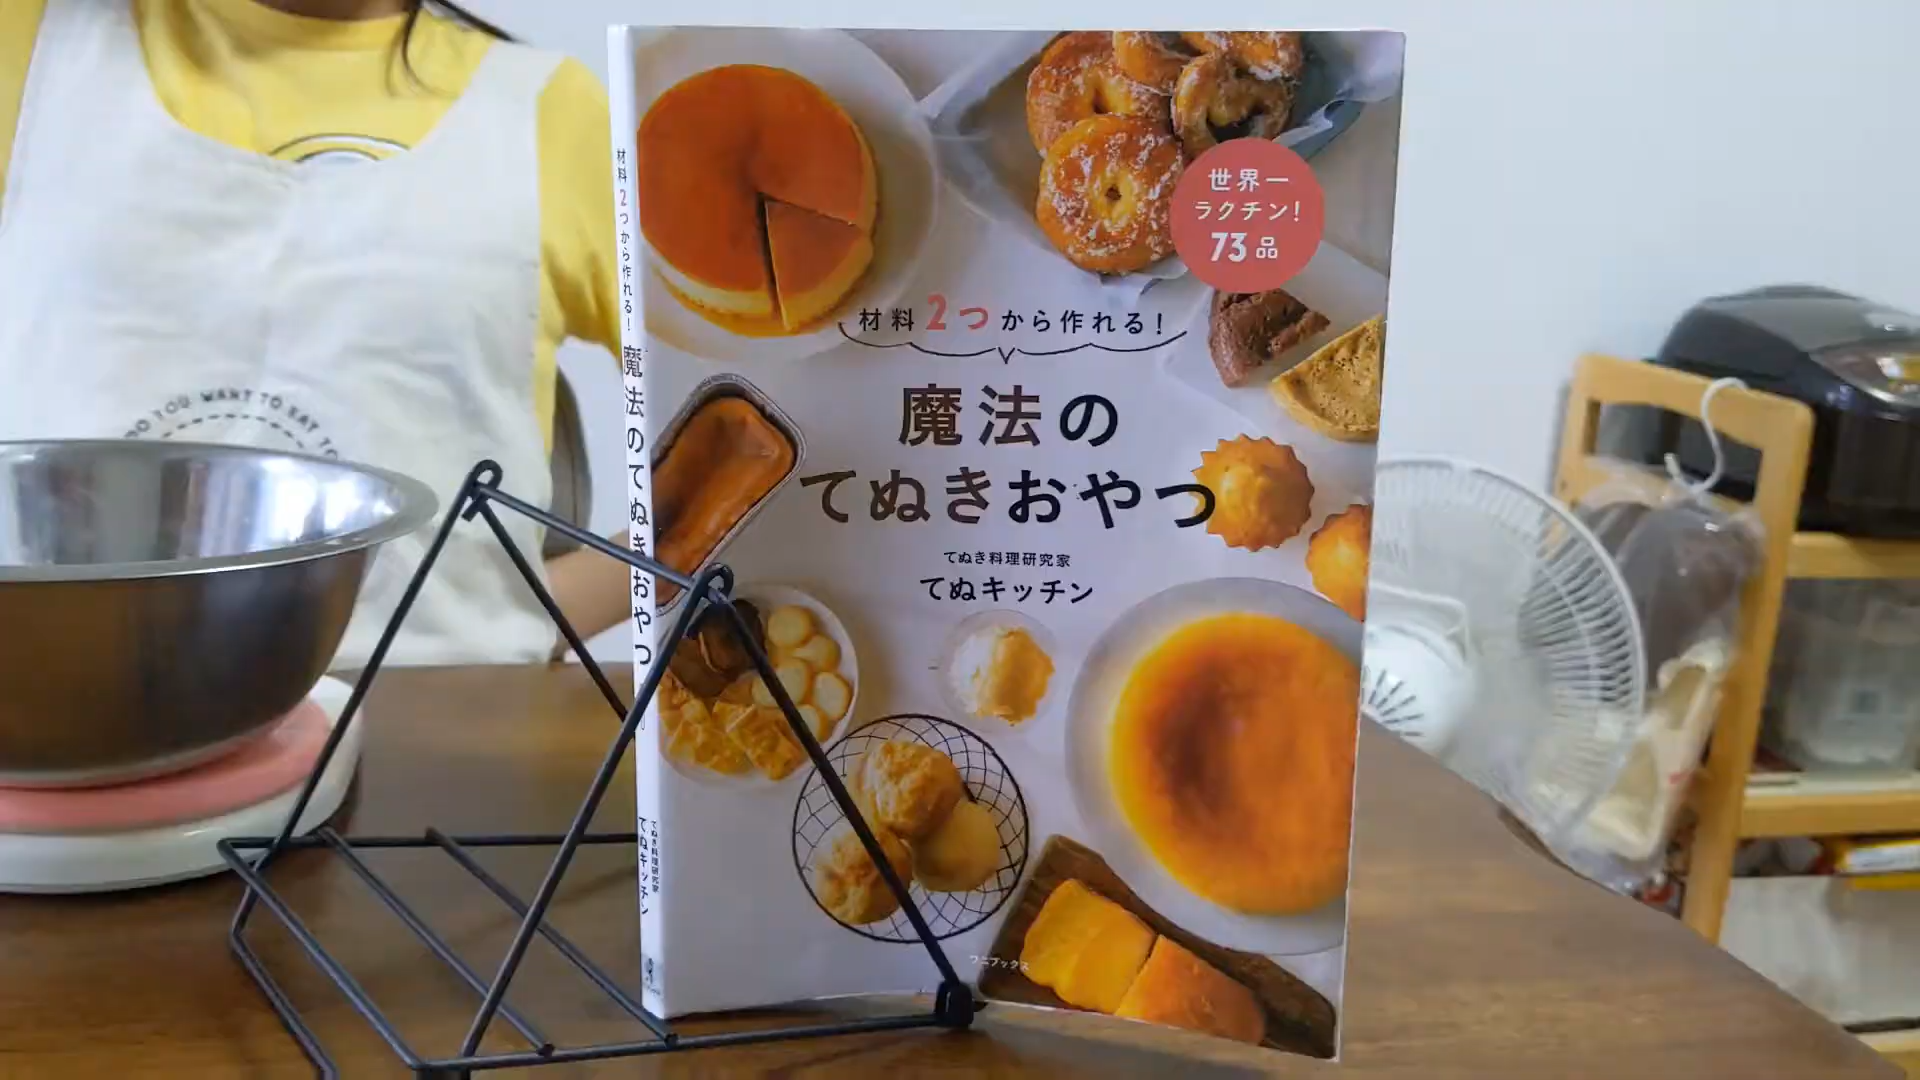 世界一
ラクチン!
73品
材料2つから作れる!
魔法の
てぬきおやつ
てぬき料理研究家
てぬキッチン
ワニブックス
材料2つから作れる! 魔法のてぬきおやつ
てぬき料理研究家
てぬキッチン
DO YOU WANT TO EAT TO